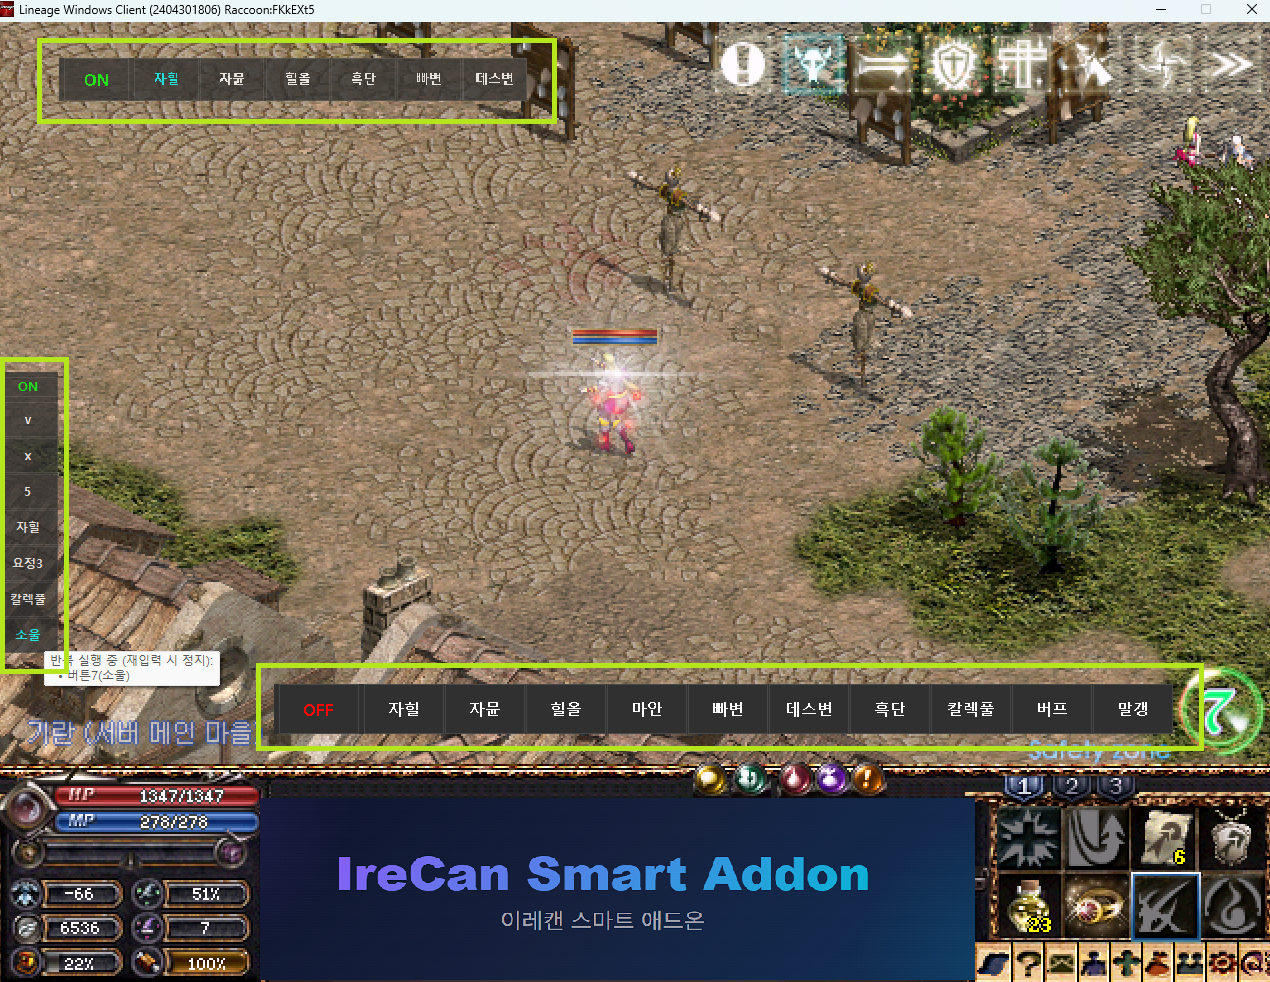 Lineage Windows Client (2404301806) Raccoon:FKkEXt5
ON 자힐 자뮨 힐올 흑단 빠변 데스변
ON
v
x
5
자힐
요정3
칼렉풀
소울
반복 실행 중 (재입력 시 정지):
• 버튼7(소울)
OFF 자힐 자뮨 힐올 마안 빠변 데스변 흑단 칼렉풀 버프 말갱
7
기란 (서버 메인 마을
Safety zone
HP 1347/1347
MP 278/278
-66 51%
6536 7
22% 100%
IreCan Smart Addon
이레캔 스마트 애드온
1 2 3
6
23